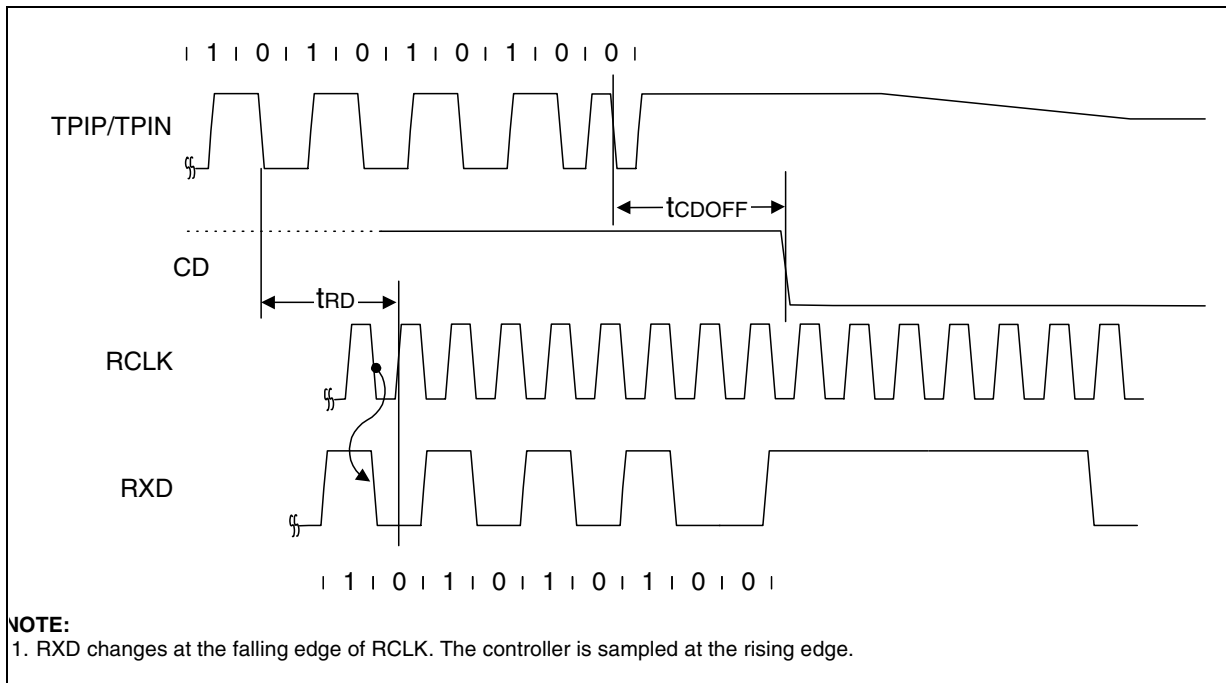 1 0 1 0 1 0 1 0 0
TPIP/TPIN
tCDOFF
CD
tRD
RCLK
RXD
1 0 1 0 1 0 1 0 0
NOTE:
1. RXD changes at the falling edge of RCLK. The controller is sampled at the rising edge.